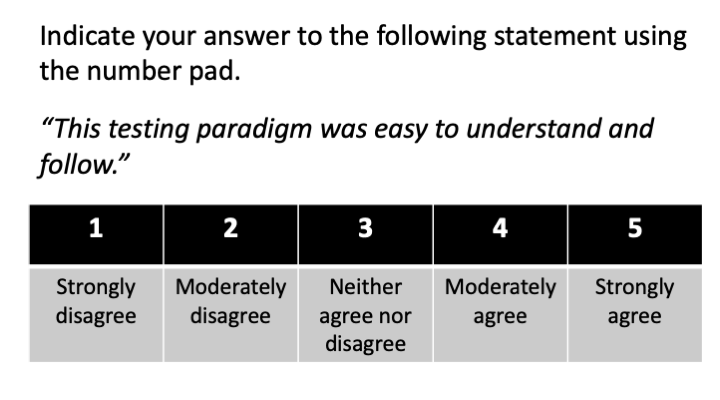 Indicate your answer to the following statement using
the number pad.
“This testing paradigm was easy to understand and
follow.”
1 2 3 4 5
Strongly disagree
Moderately disagree
Neither agree nor disagree
Moderately agree
Strongly agree